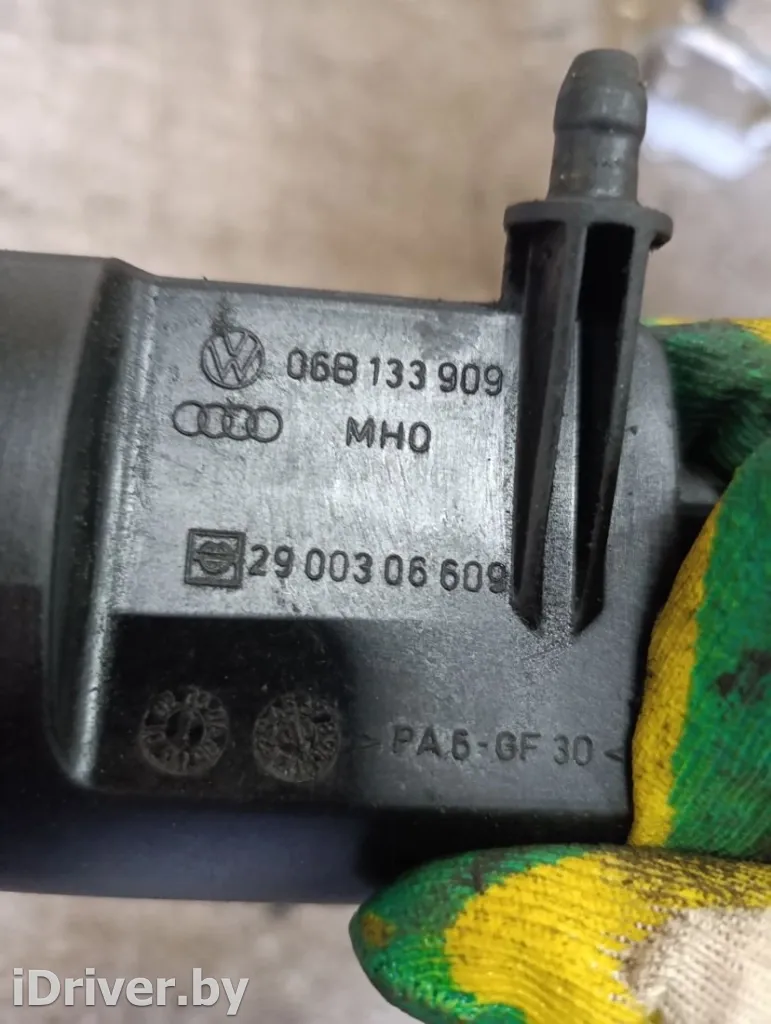 06B 133 909
MHO
29 003 06 609
> PA 6 - GF 30 <
iDriver.by